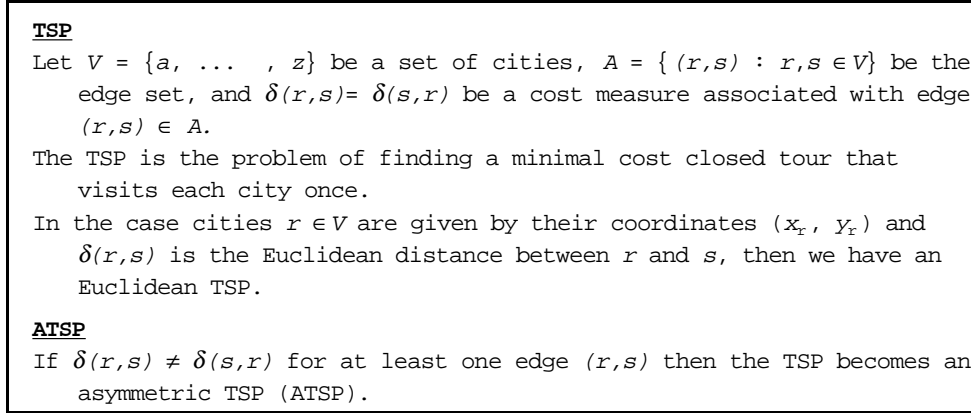 TSP
Let V = {a, ... , z} be a set of cities, A = { (r,s) : r,s ∈ V} be the
edge set, and δ(r,s)= δ(s,r) be a cost measure associated with edge
(r,s) ∈ A.
The TSP is the problem of finding a minimal cost closed tour that
visits each city once.
In the case cities r ∈ V are given by their coordinates (xᵣ, yᵣ) and
δ(r,s) is the Euclidean distance between r and s, then we have an
Euclidean TSP.
ATSP
If δ(r,s) ≠ δ(s,r) for at least one edge (r,s) then the TSP becomes an
asymmetric TSP (ATSP).